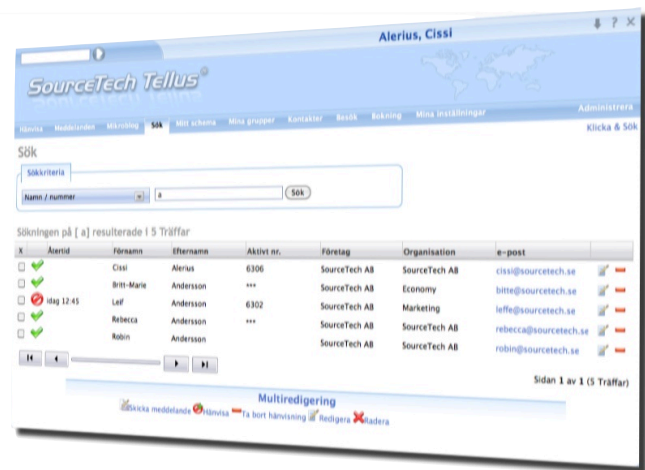 Alerius, Cissi
? X
SourceTech Tellus®
Administrera
Hänvisa Meddelanden Mikrobing Sök Mitt schema Mina grupper Kontakter Besök Bokning Mina inställningar
Klicka & Sök
Sök
Sökkriteria
Namn / nummer a Sök
Sökningen på [ a] resulterade i 5 Träffar
X Återtid Förnamn Efternamn Aktivt nr. Företag Organisation e-post
Cissi Alerius 6306 SourceTech AB SourceTech AB cissi@sourcetech.se
Britt-Marie Andersson *** SourceTech AB Economy bitte@sourcetech.se
Idag 12:45 Leif Andersson 6302 SourceTech AB Marketing leffe@sourcetech.se
Rebecca Andersson *** SourceTech AB SourceTech AB rebecca@sourcetech.se
Robin Andersson SourceTech AB SourceTech AB robin@sourcetech.se
Sidan 1 av 1 (5 Träffar)
Multiredigering
Skicka meddelande Hänvisa Ta bort hänvisning Redigera Radera